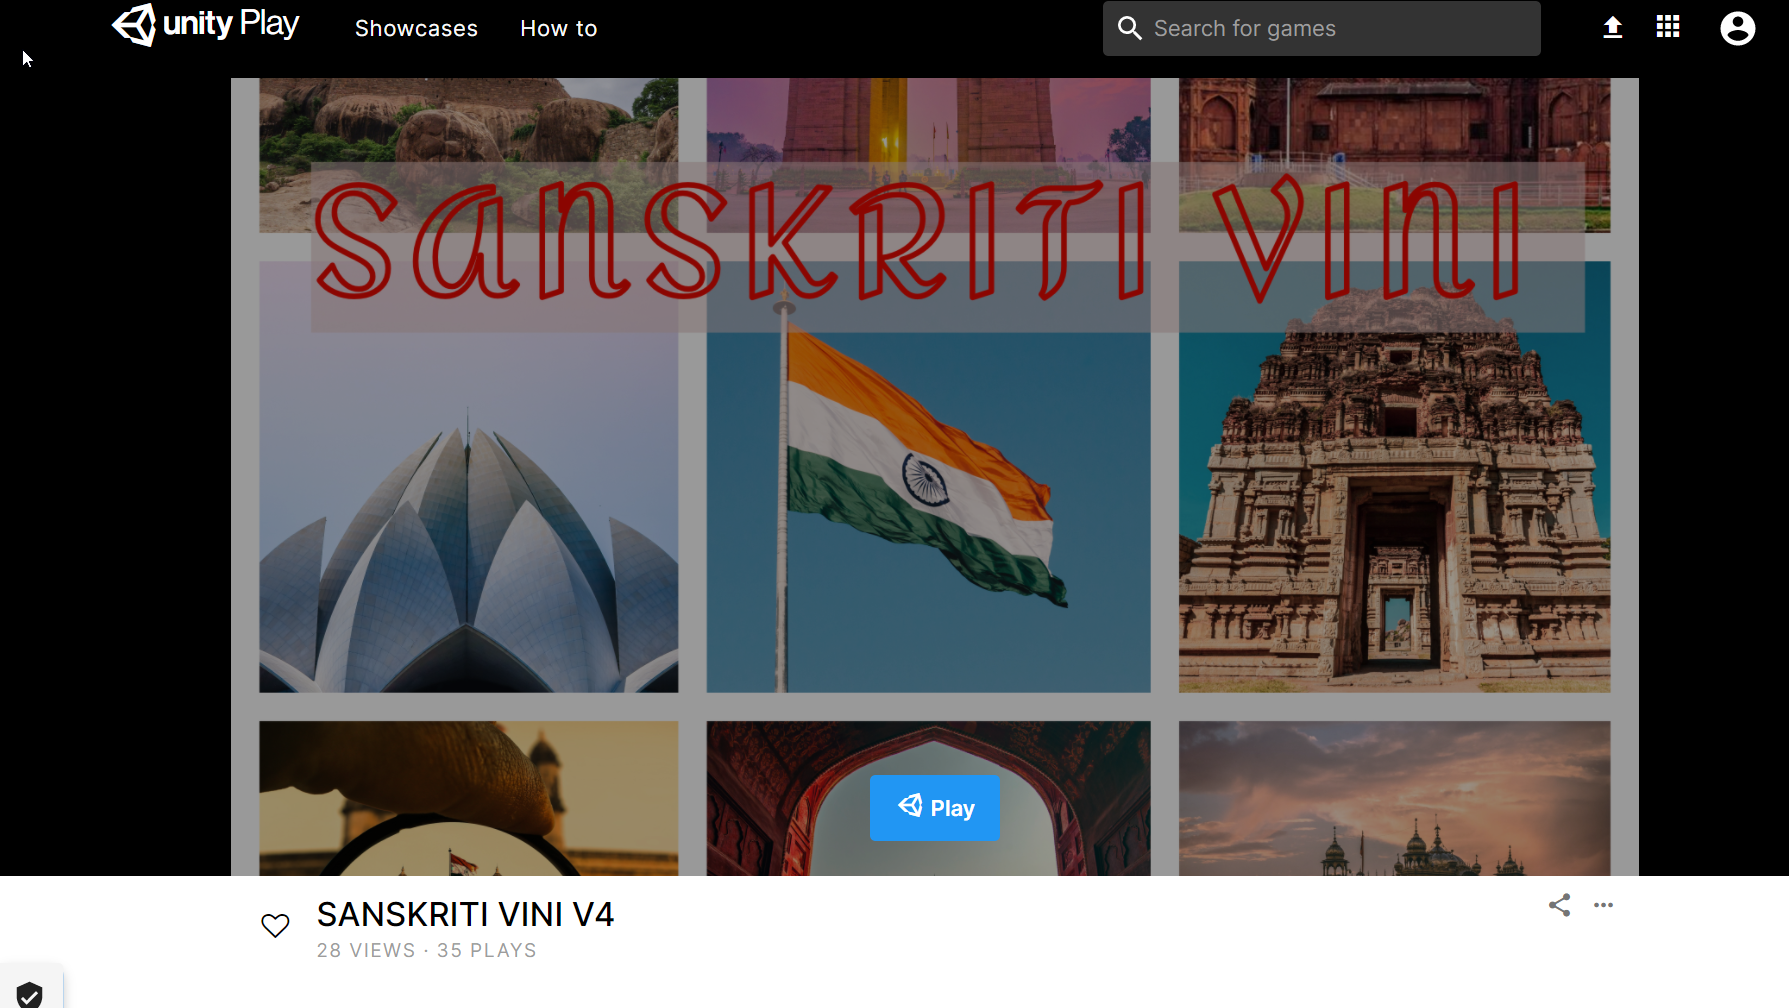 unity Play
Showcases
How to
Search for games
SANSKRITI VINI
Play
SANSKRITI VINI V4
28 VIEWS · 35 PLAYS